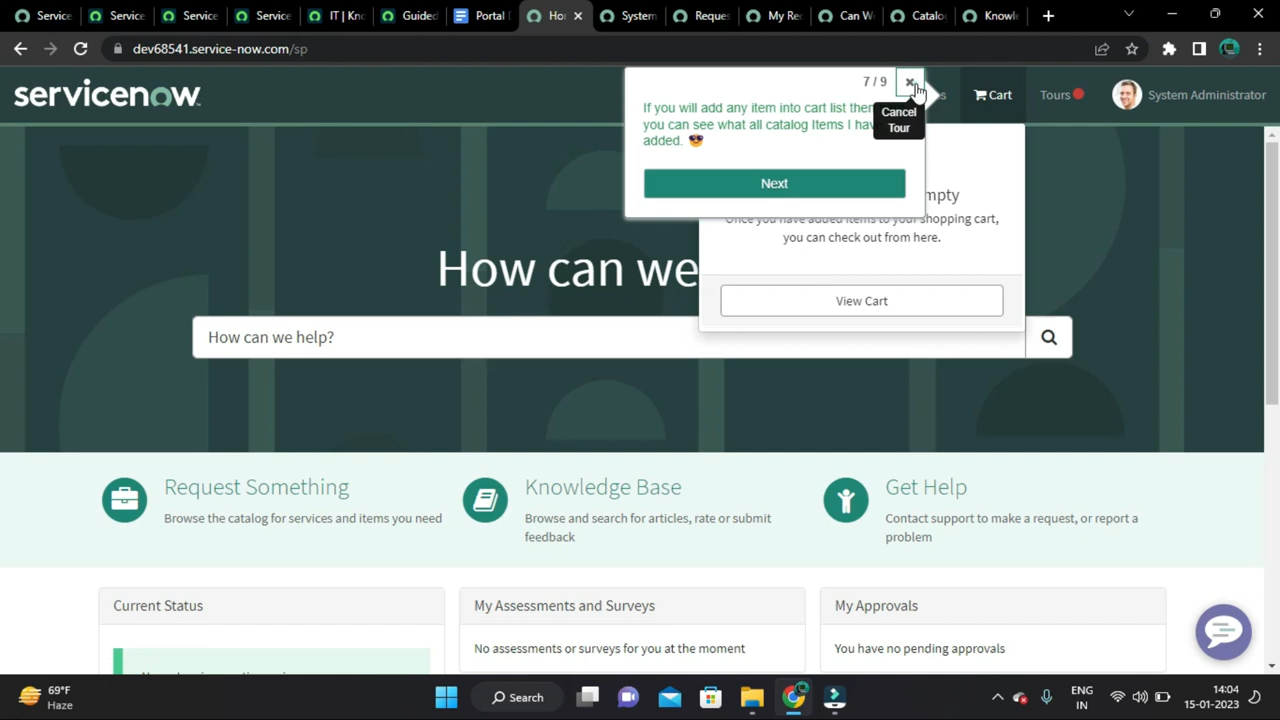 Service
Service
Service
Service
IT | Kno
Guided
Portal D
Ho
System
Reques
My Re
Can We
Catalo
Knowle
dev68541.service-now.com/sp
servicenow
7 / 9
Cart
Tours
System Administrator
If you will add any item into cart list the
you can see what all catalog Items I hav
added. 😎
Cancel
Tour
Next
mpty
Once you have added items to your shopping cart,
you can check out from here.
View Cart
How can we
How can we help?
Request Something
Browse the catalog for services and items you need
Knowledge Base
Browse and search for articles, rate or submit
feedback
Get Help
Contact support to make a request, or report a
problem
Current Status
My Assessments and Surveys
No assessments or surveys for you at the moment
My Approvals
You have no pending approvals
69°F
Haze
Search
ENG
IN
14:04
15-01-2023